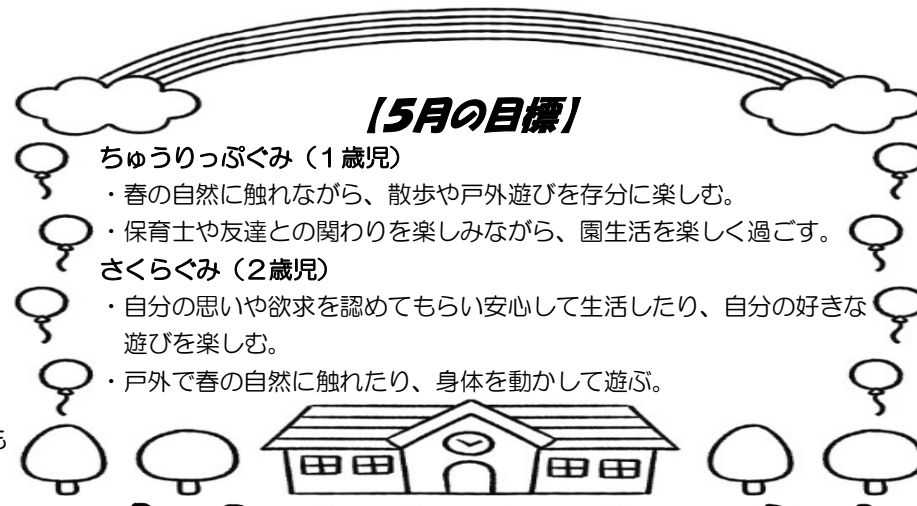 【5月の目標】
ちゅうりっぷぐみ（１歳児）
・春の自然に触れながら、散歩や戸外遊びを存分に楽しむ。
・保育士や友達との関わりを楽しみながら、園生活を楽しく過ごす。
さくらぐみ（２歳児）
・自分の思いや欲求を認めてもらい安心して生活したり、自分の好きな
遊びを楽しむ。
・戸外で春の自然に触れたり、身体を動かして遊ぶ。